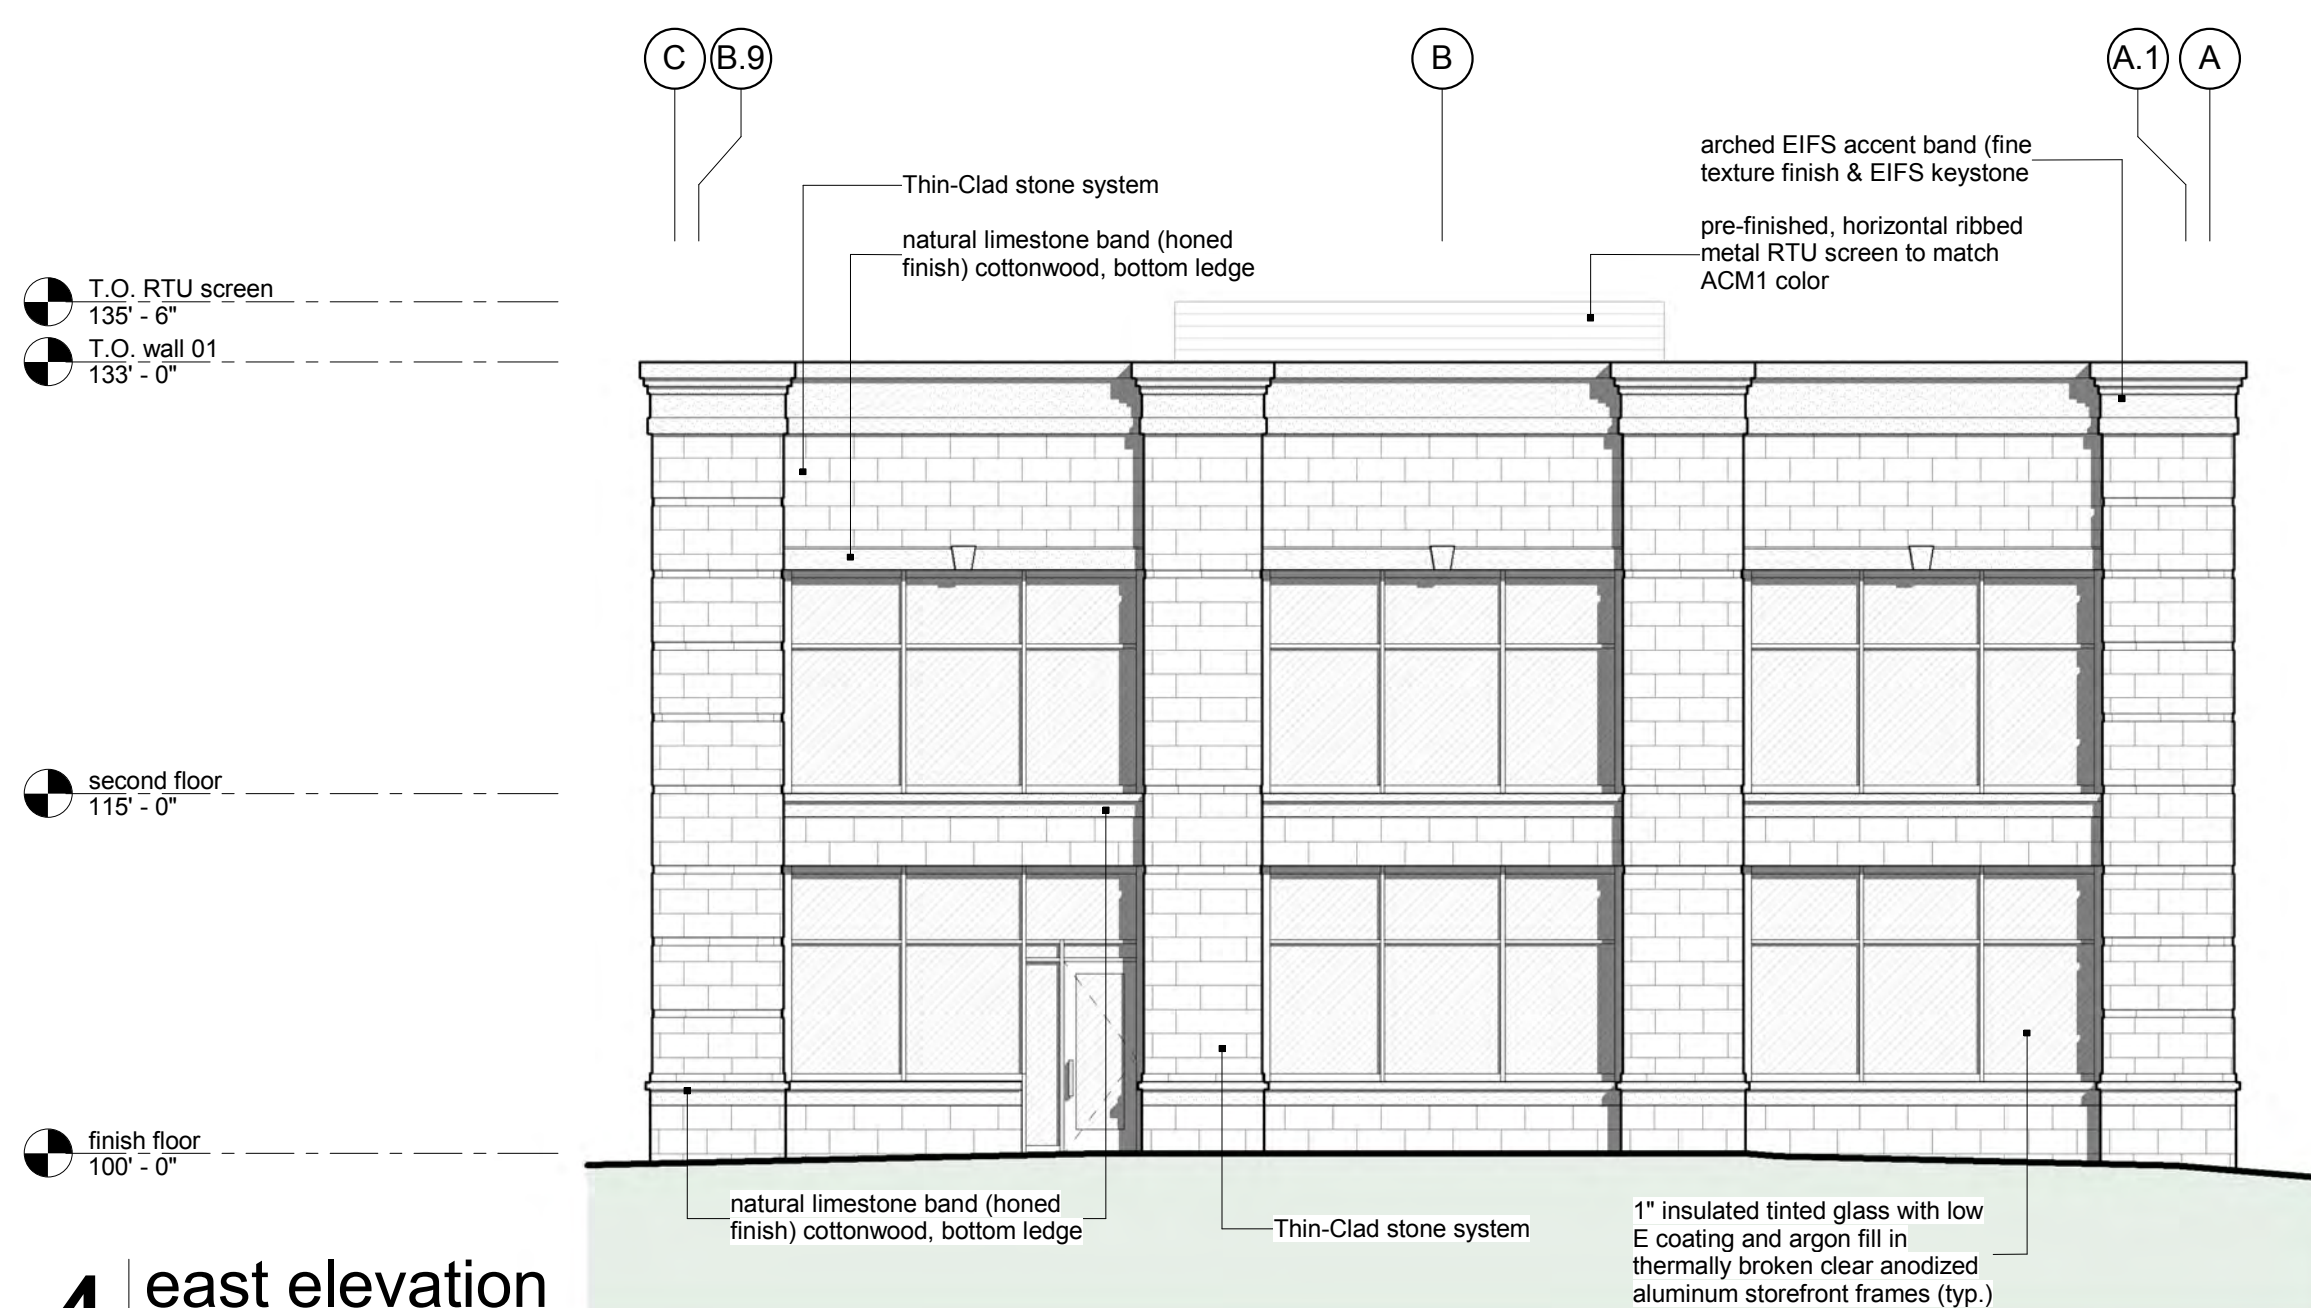 C
B.9
B
A.1
A
arched EIFS accent band (fine
texture finish & EIFS keystone
Thin-Clad stone system
pre-finished, horizontal ribbed
metal RTU screen to match
ACM1 color
natural limestone band (honed
finish) cottonwood, bottom ledge
T.O. RTU screen
135' - 6"
T.O. wall 01
133' - 0"
second floor
115' - 0"
finish floor
100' - 0"
natural limestone band (honed
finish) cottonwood, bottom ledge
Thin-Clad stone system
1" insulated tinted glass with low
E coating and argon fill in
thermally broken clear anodized
aluminum storefront frames (typ.)
4
east elevation